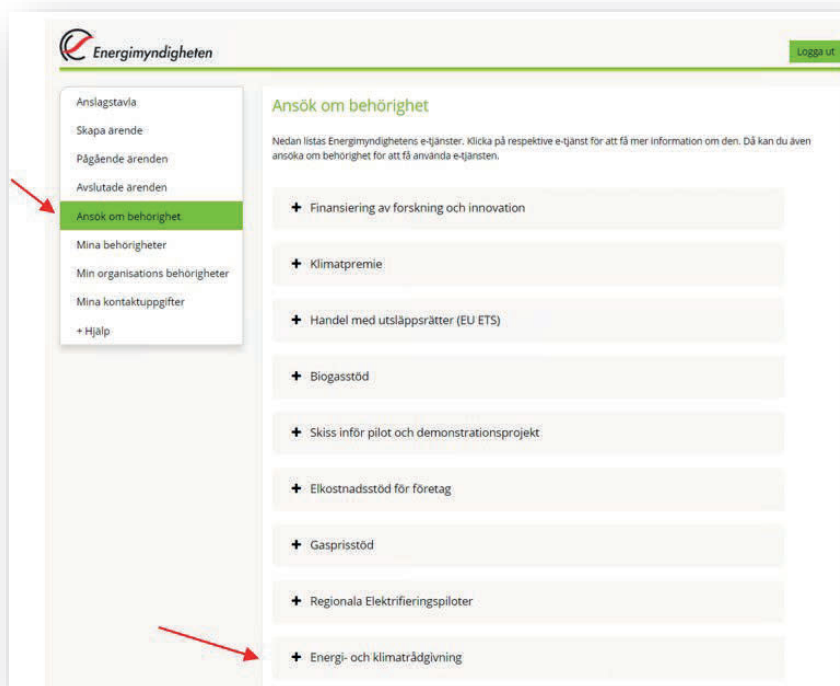 Energimyndigheten
Logga ut
Anslagstavla
Skapa ärende
Pågående ärenden
Avslutade ärenden
Ansök om behörighet
Mina behörigheter
Min organisations behörigheter
Mina kontaktuppgifter
+ Hjälp
Ansök om behörighet
Nedan listas Energimyndighetens e-tjänster. Klicka på respektive e-tjänst för att få mer information om den. Då kan du även
ansöka om behörighet för att få använda e-tjänsten.
+ Finansiering av forskning och innovation
+ Klimatpremie
+ Handel med utsläppsrätter (EU ETS)
+ Biogasstöd
+ Skiss inför pilot och demonstrationsprojekt
+ Elkostnadsstöd för företag
+ Gasprisstöd
+ Regionala Elektrifieringspiloter
+ Energi- och klimatrådgivning